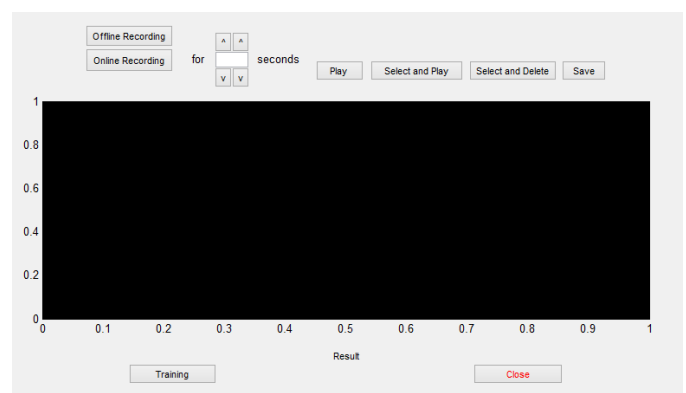 Offline Recording
^ ^
Online Recording for seconds
Play Select and Play Select and Delete Save
v v
1
0.8
0.6
0.4
0.2
0
0 0.1 0.2 0.3 0.4 0.5 0.6 0.7 0.8 0.9 1
Result
Training Close